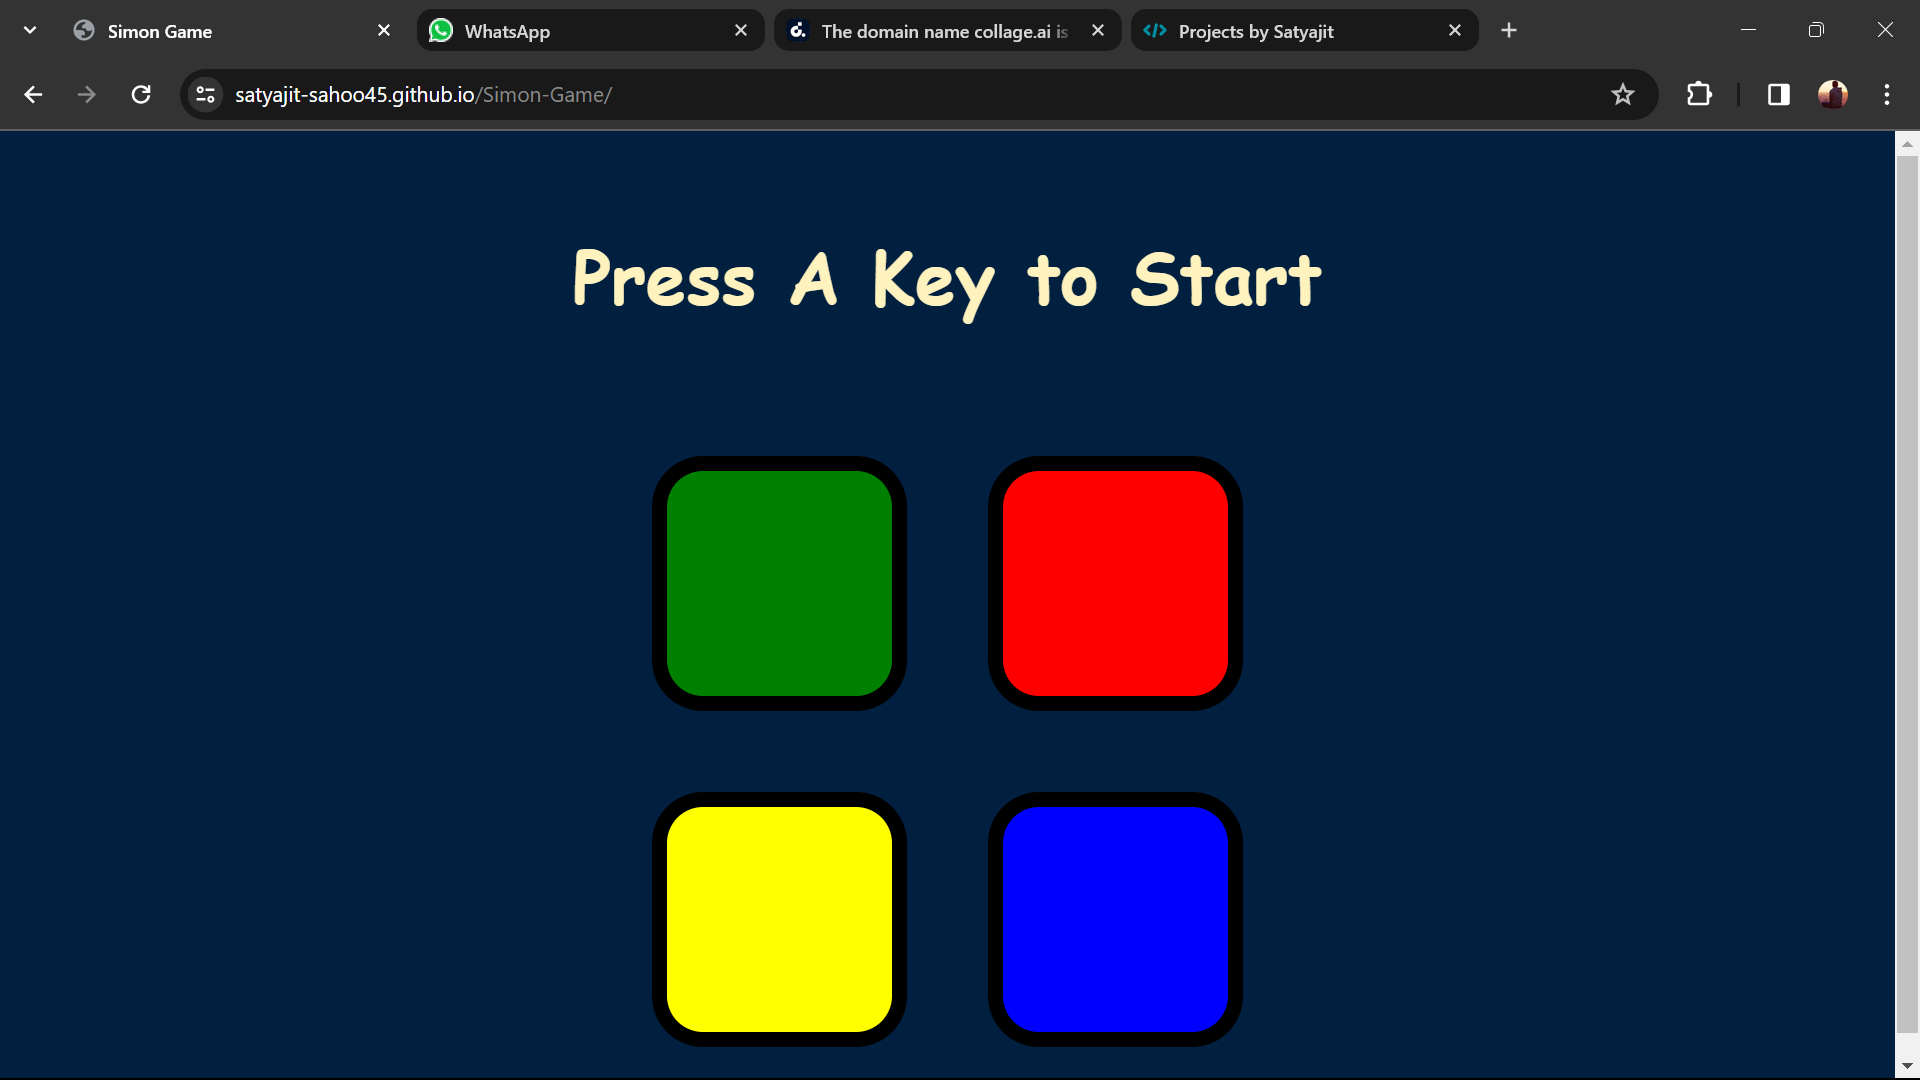 Simon Game
WhatsApp
The domain name collage.ai is
Projects by Satyajit
satyajit-sahoo45.github.io/Simon-Game/
Press A Key to Start